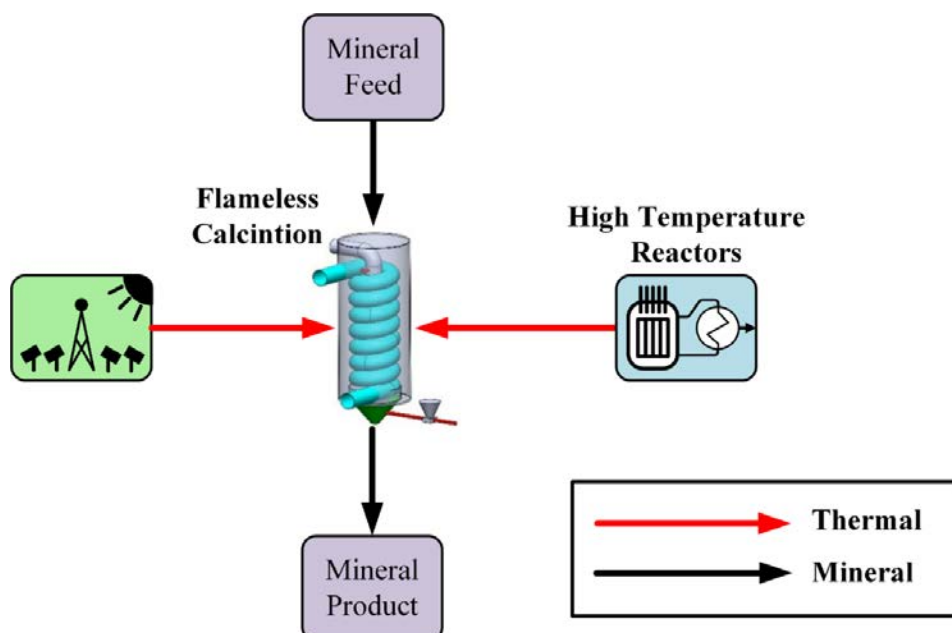 Mineral
Feed
Flameless
Calcintion
High Temperature
Reactors
Thermal
Mineral
Mineral
Product